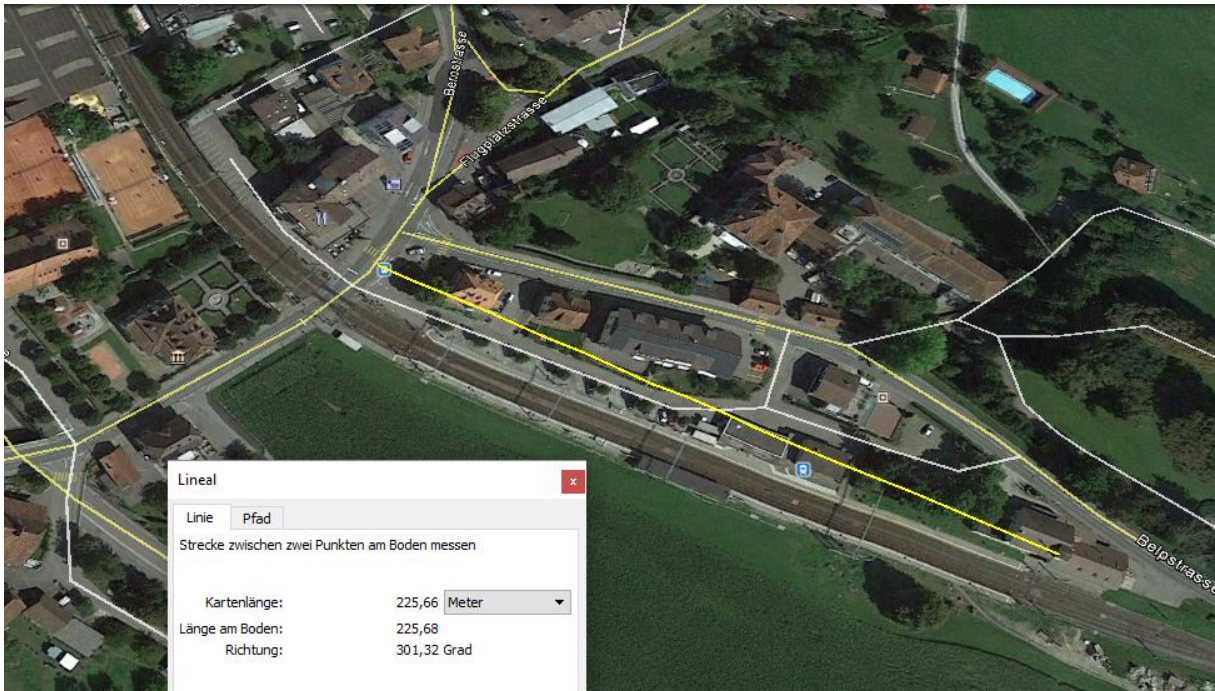 Bernstrasse
Flugplatzstrasse
Belpstrasse
Lineal
x
Linie
Pfad
Strecke zwischen zwei Punkten am Boden messen
Kartenlänge:
225,66
Meter
Länge am Boden:
225,68
Richtung:
301,32 Grad